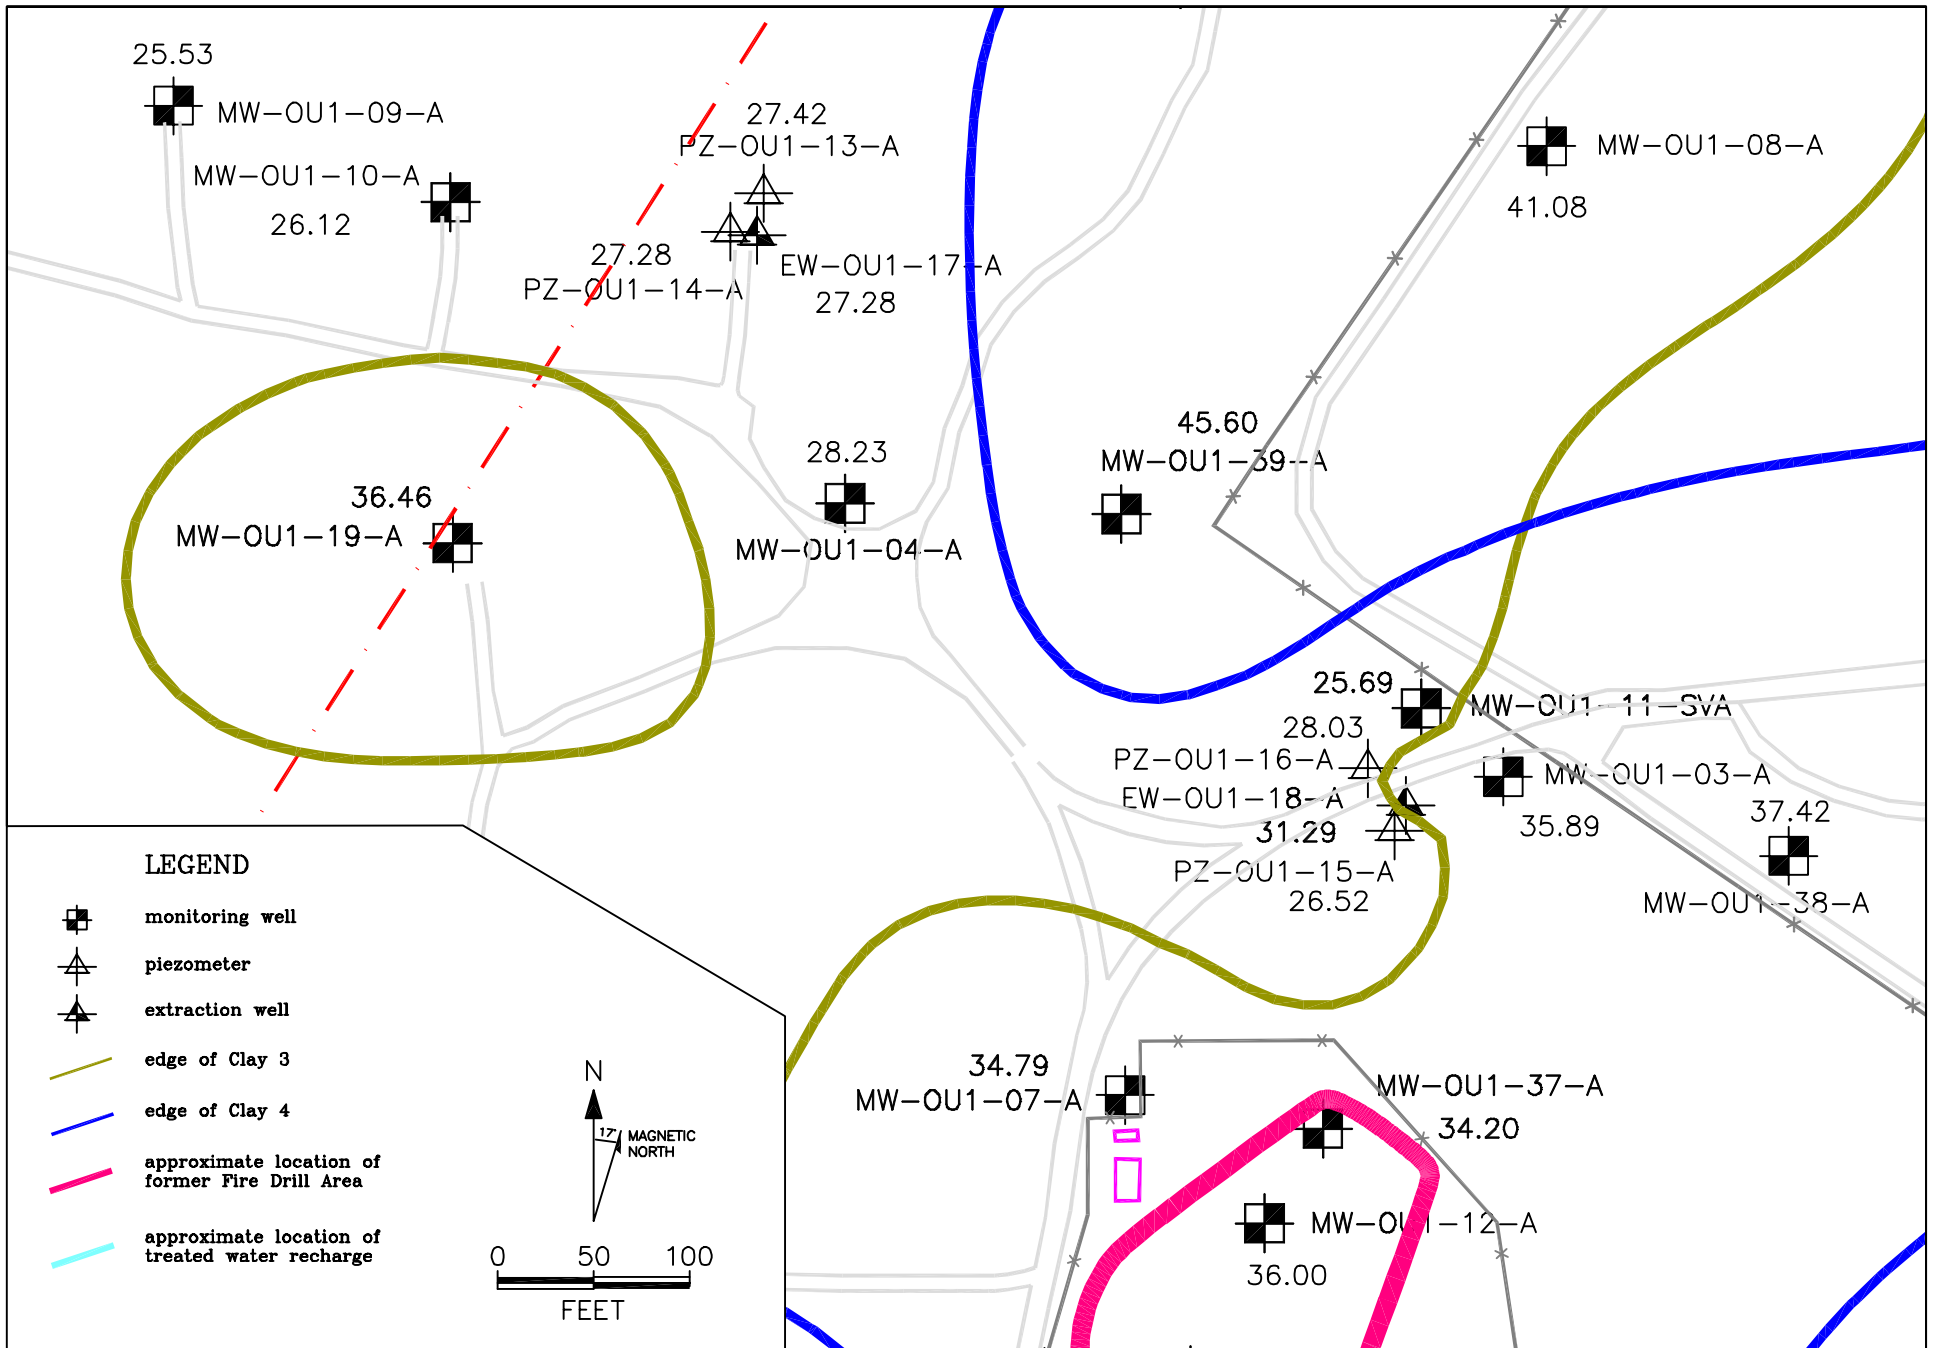 25.53
MW-OU1-09-A
MW-OU1-10-A
26.12
27.42
PZ-OU1-13-A
27.28
PZ-OU1-14-A
EW-OU1-17-A
27.28
MW-OU1-08-A
41.08
45.60
MW-OU1-39-A
28.23
MW-OU1-04-A
36.46
MW-OU1-19-A
25.69
MW-OU1-11-SVA
28.03
PZ-OU1-16-A
EW-OU1-18-A
31.29
PZ-OU1-15-A
26.52
MW-OU1-03-A
35.89
37.42
MW-OU1-38-A
34.79
MW-OU1-07-A
MW-OU1-37-A
34.20
MW-OU1-12-A
36.00
LEGEND
monitoring well
piezometer
extraction well
edge of Clay 3
edge of Clay 4
approximate location of
former Fire Drill Area
approximate location of
treated water recharge
N
17°
MAGNETIC
NORTH
0 50 100
FEET